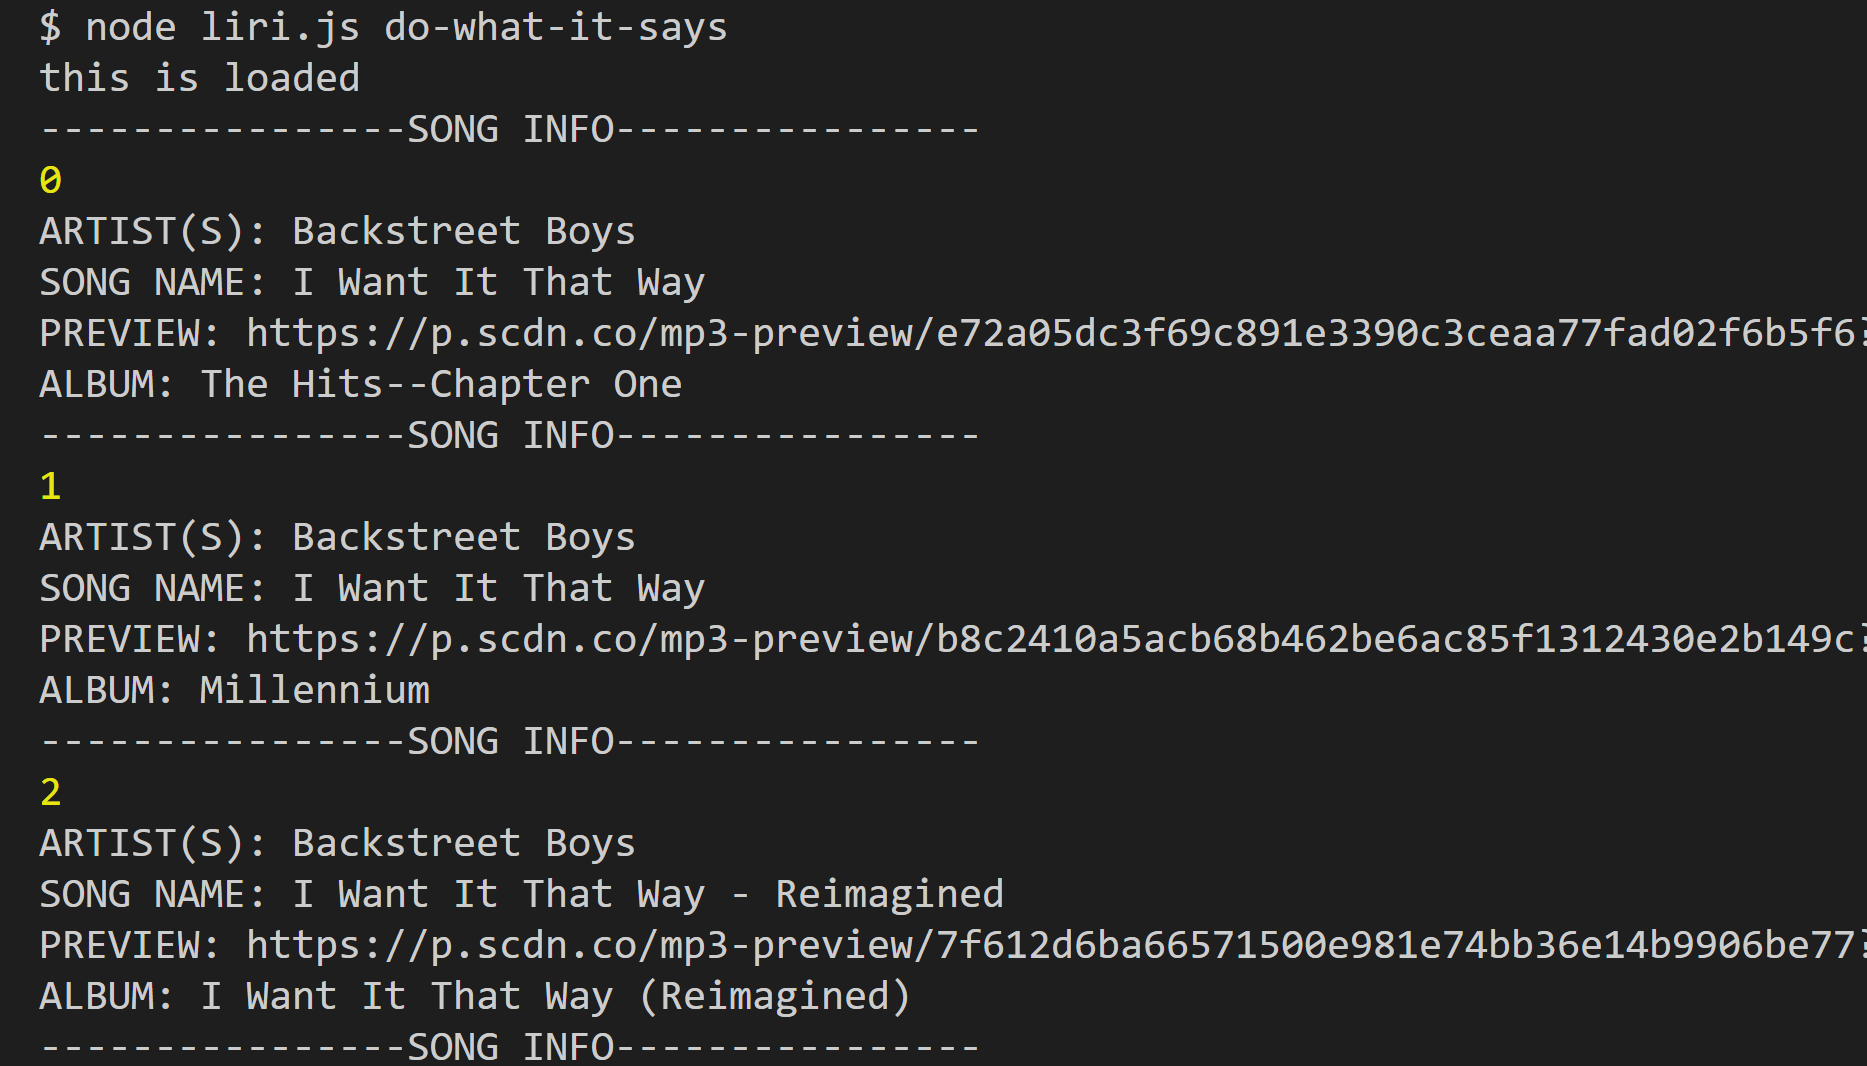 $ node liri.js do-what-it-says
this is loaded
----------------SONG INFO----------------
0
ARTIST(S): Backstreet Boys
SONG NAME: I Want It That Way
PREVIEW: https://p.scdn.co/mp3-preview/e72a05dc3f69c891e3390c3ceaa77fad02f6b5f6?
ALBUM: The Hits--Chapter One
----------------SONG INFO----------------
1
ARTIST(S): Backstreet Boys
SONG NAME: I Want It That Way
PREVIEW: https://p.scdn.co/mp3-preview/b8c2410a5acb68b462be6ac85f1312430e2b149c?
ALBUM: Millennium
----------------SONG INFO----------------
2
ARTIST(S): Backstreet Boys
SONG NAME: I Want It That Way - Reimagined
PREVIEW: https://p.scdn.co/mp3-preview/7f612d6ba66571500e981e74bb36e14b9906be77?
ALBUM: I Want It That Way (Reimagined)
----------------SONG INFO----------------